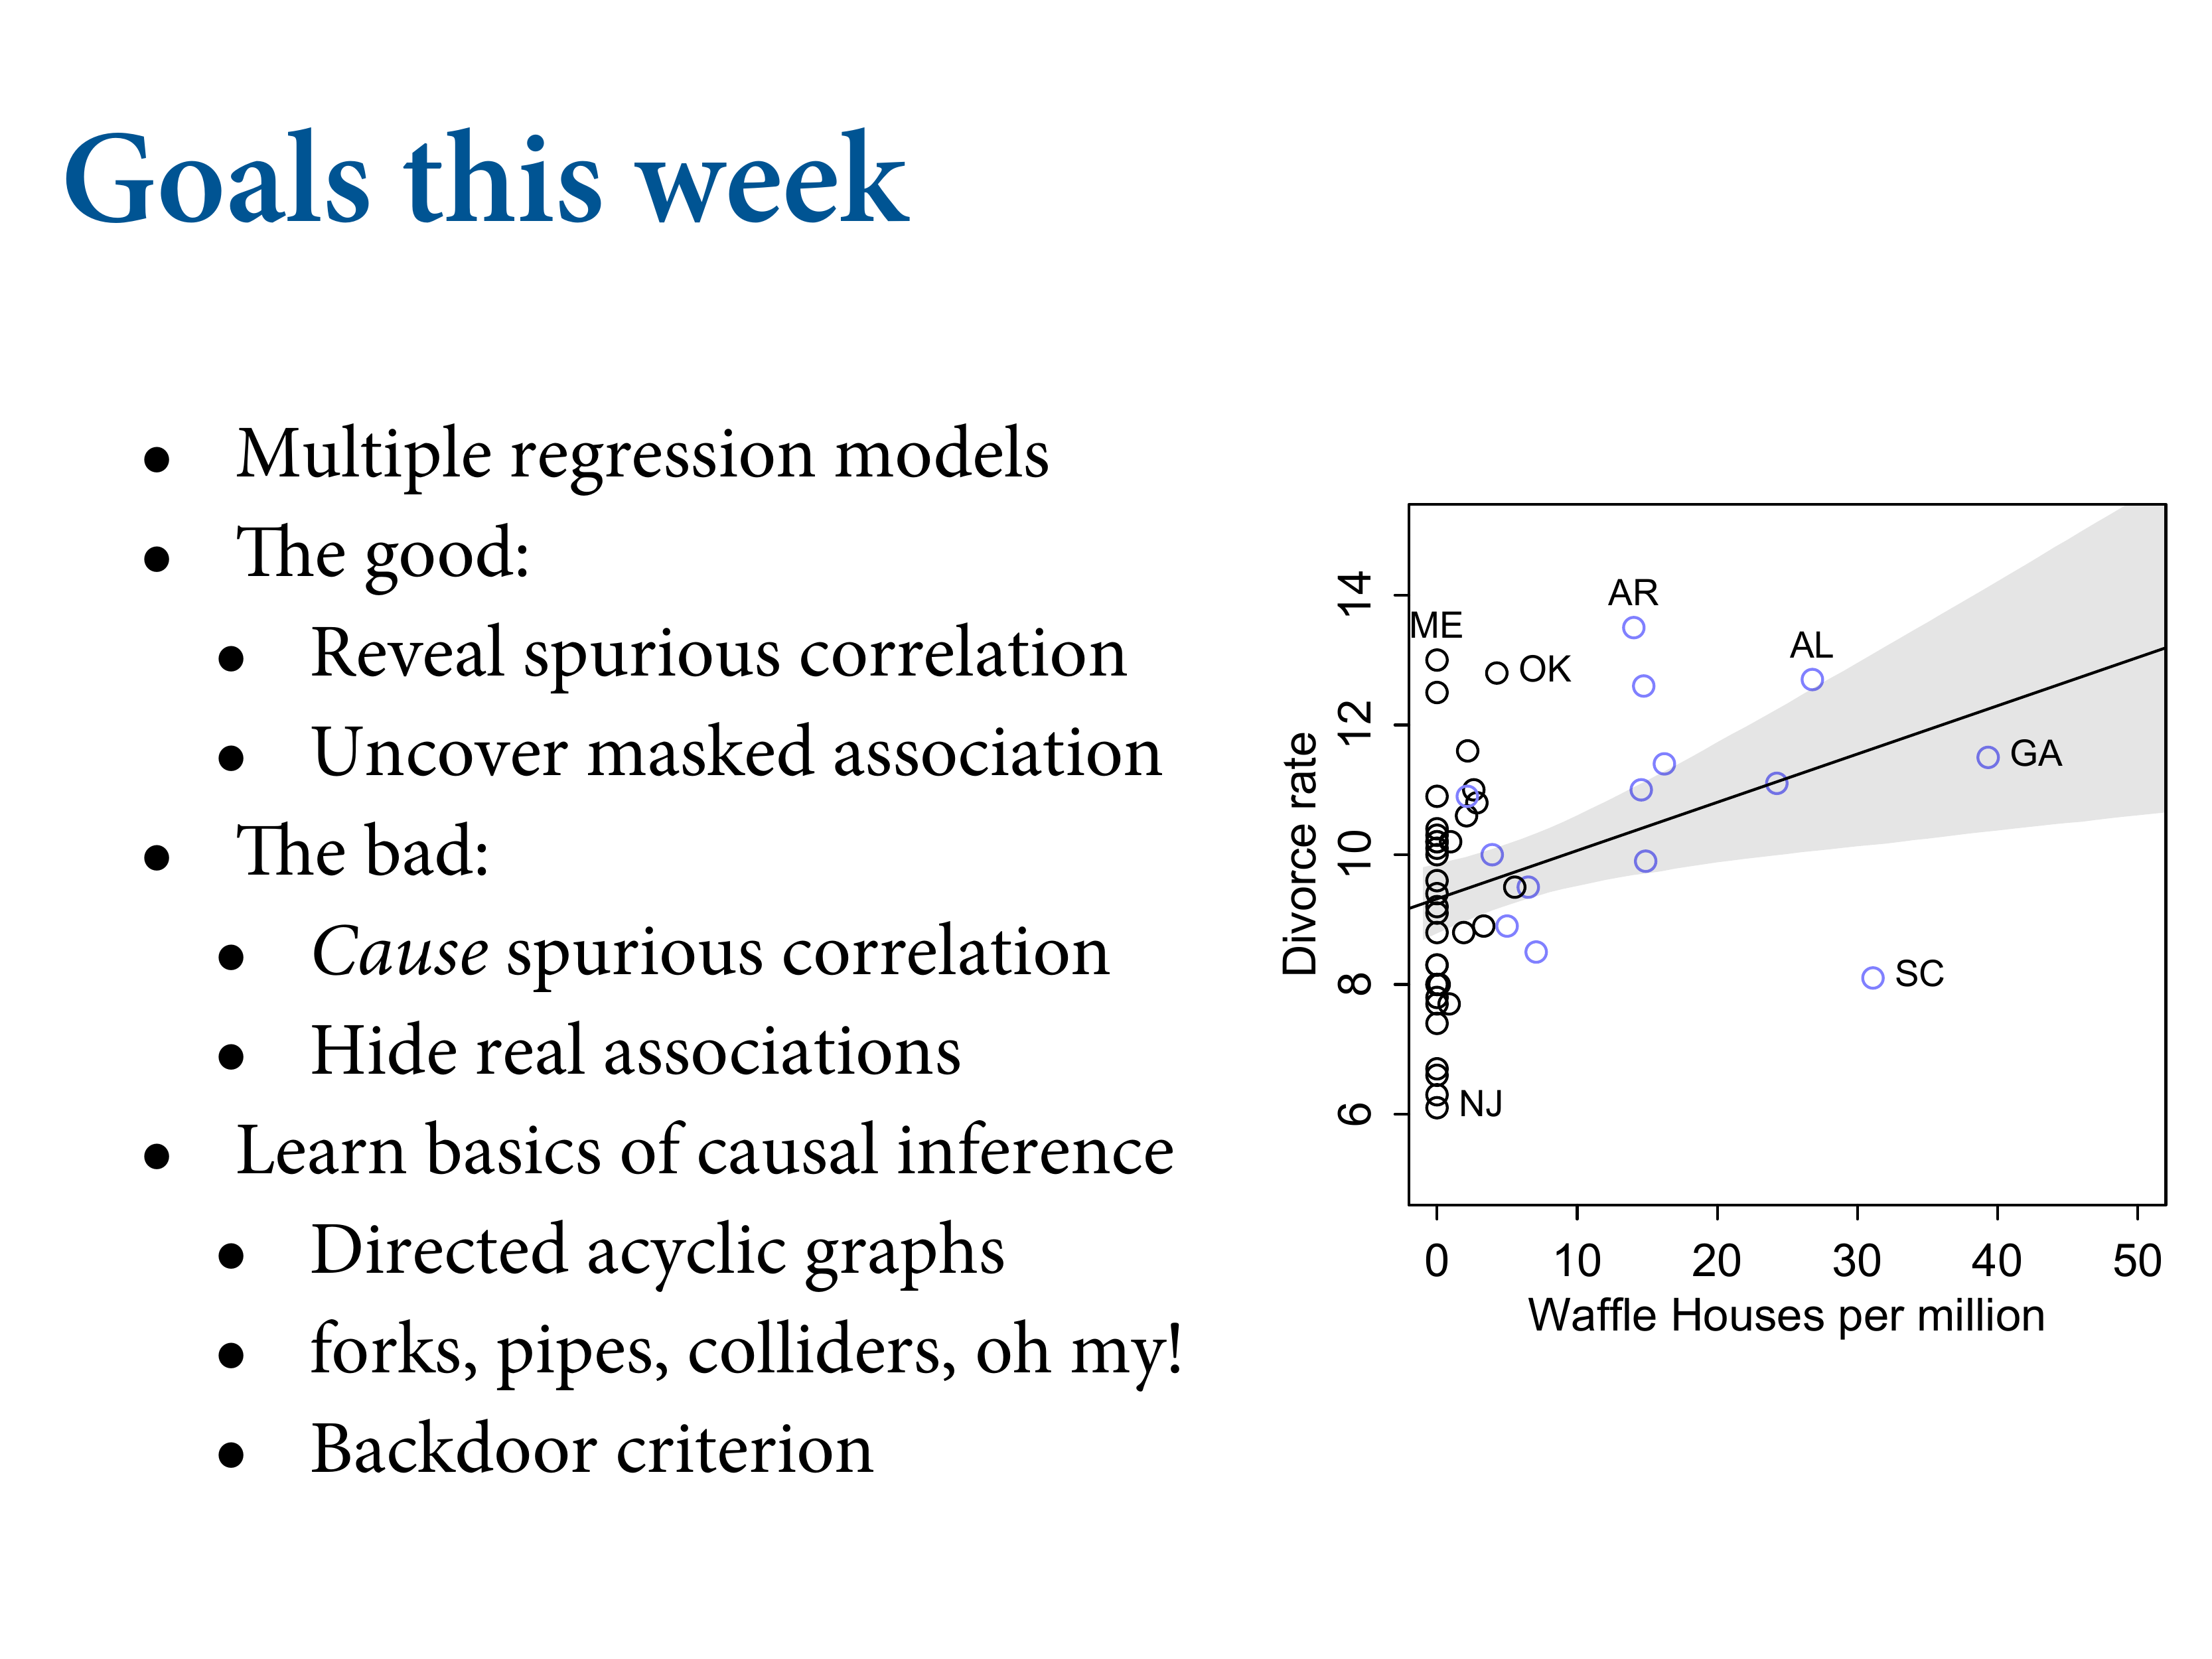 Goals this week
• Multiple regression models
• The good:
• Reveal spurious correlation
• Uncover masked association
• The bad:
• Cause spurious correlation
• Hide real associations
• Learn basics of causal inference
• Directed acyclic graphs
• forks, pipes, colliders, oh my!
• Backdoor criterion
Divorce rate
14
12
10
8
6
ME
AR
OK
AL
GA
SC
NJ
0 10 20 30 40 50
Waffle Houses per million